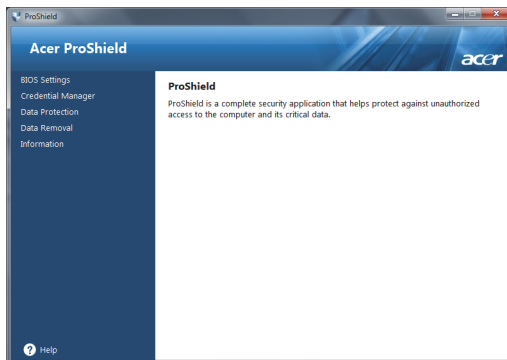 ProShield
Acer ProShield
acer
BIOS Settings
Credential Manager
Data Protection
Data Removal
Information
ProShield
ProShield is a complete security application that helps protect against unauthorized
access to the computer and its critical data.
? Help